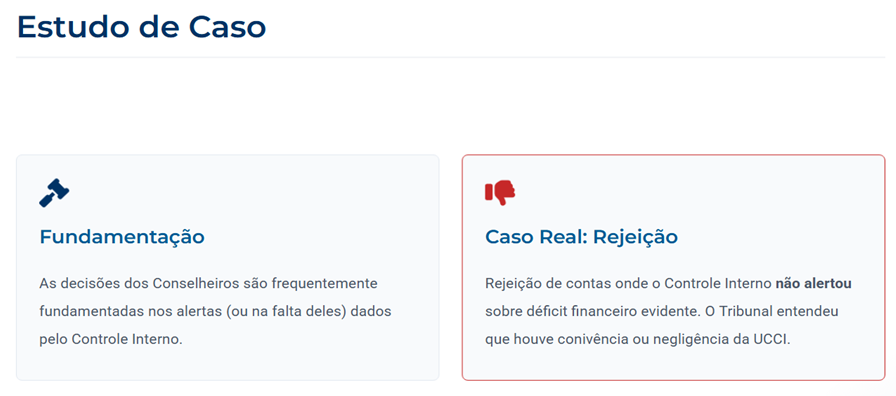 Estudo de Caso
Fundamentação
As decisões dos Conselheiros são frequentemente
fundamentadas nos alertas (ou na falta deles) dados
pelo Controle Interno.
Caso Real: Rejeição
Rejeição de contas onde o Controle Interno não alertou
sobre déficit financeiro evidente. O Tribunal entendeu
que houve conivência ou negligência da UCCI.